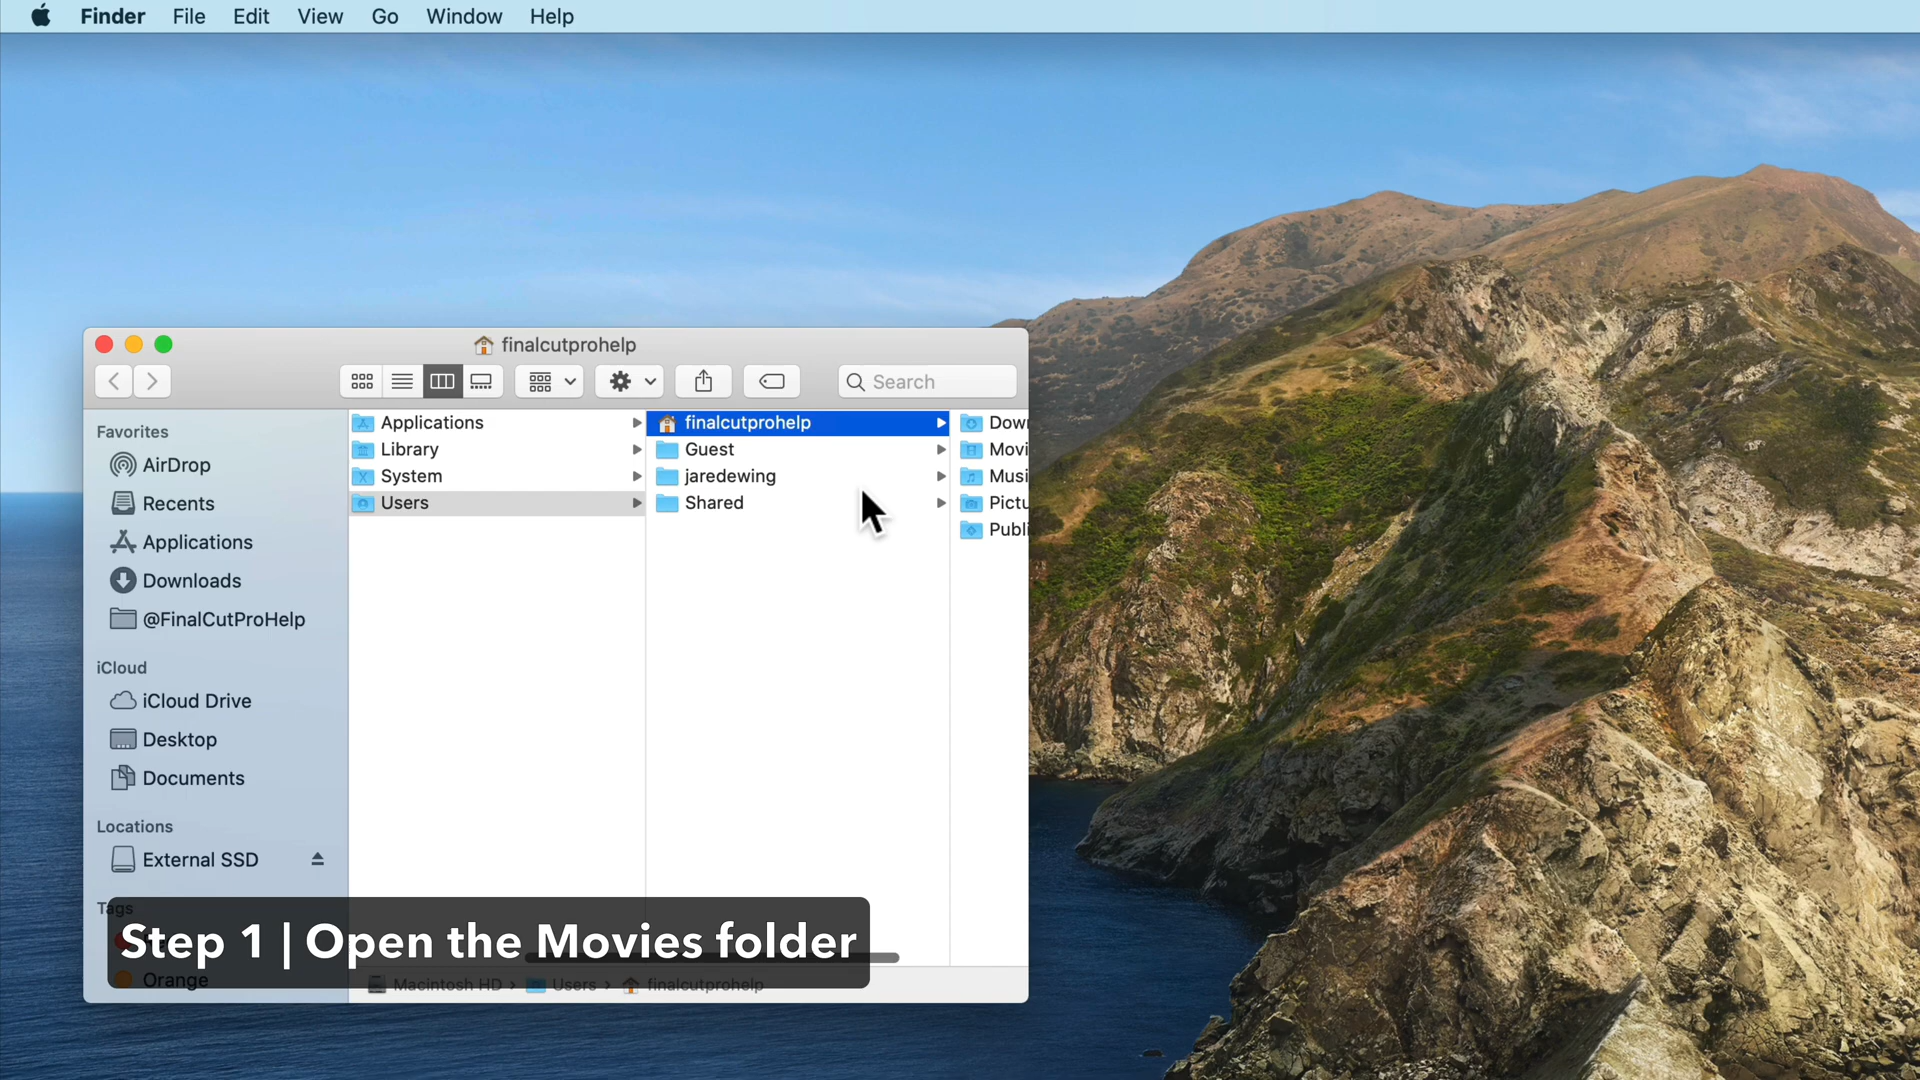 Finder File Edit View Go Window Help
finalcutprohelp
Search
Favorites
AirDrop
Recents
Applications
Downloads
@FinalCutProHelp
iCloud
iCloud Drive
Desktop
Documents
Locations
External SSD
Tags
Orange
Applications
Library
System
Users
finalcutprohelp
Guest
jaredewing
Shared
Dow
Movi
Musi
Pictu
Publi
Step 1 | Open the Movies folder
Macintosh HD › Users › finalcutprohelp